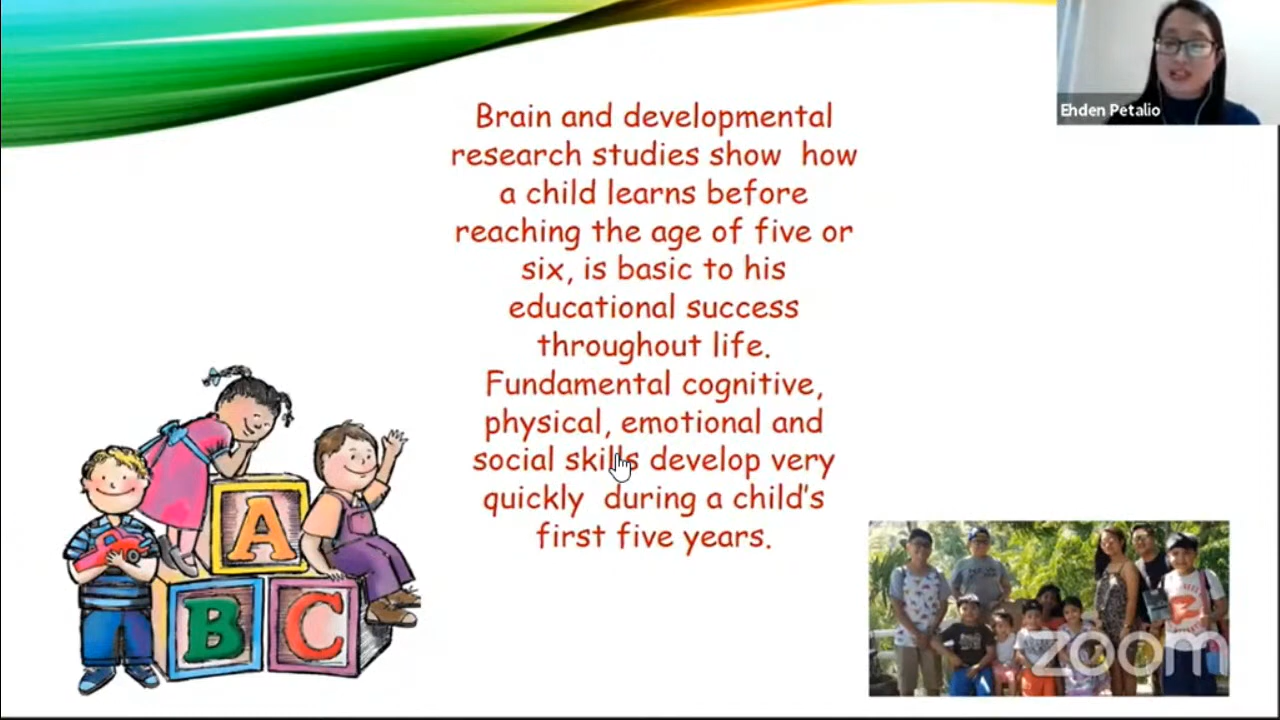 Ehden Petalio
Brain and developmental
research studies show how
a child learns before
reaching the age of five or
six, is basic to his
educational success
throughout life.
Fundamental cognitive,
physical, emotional and
social skills develop very
quickly during a child's
first five years.
A
B C
zoom